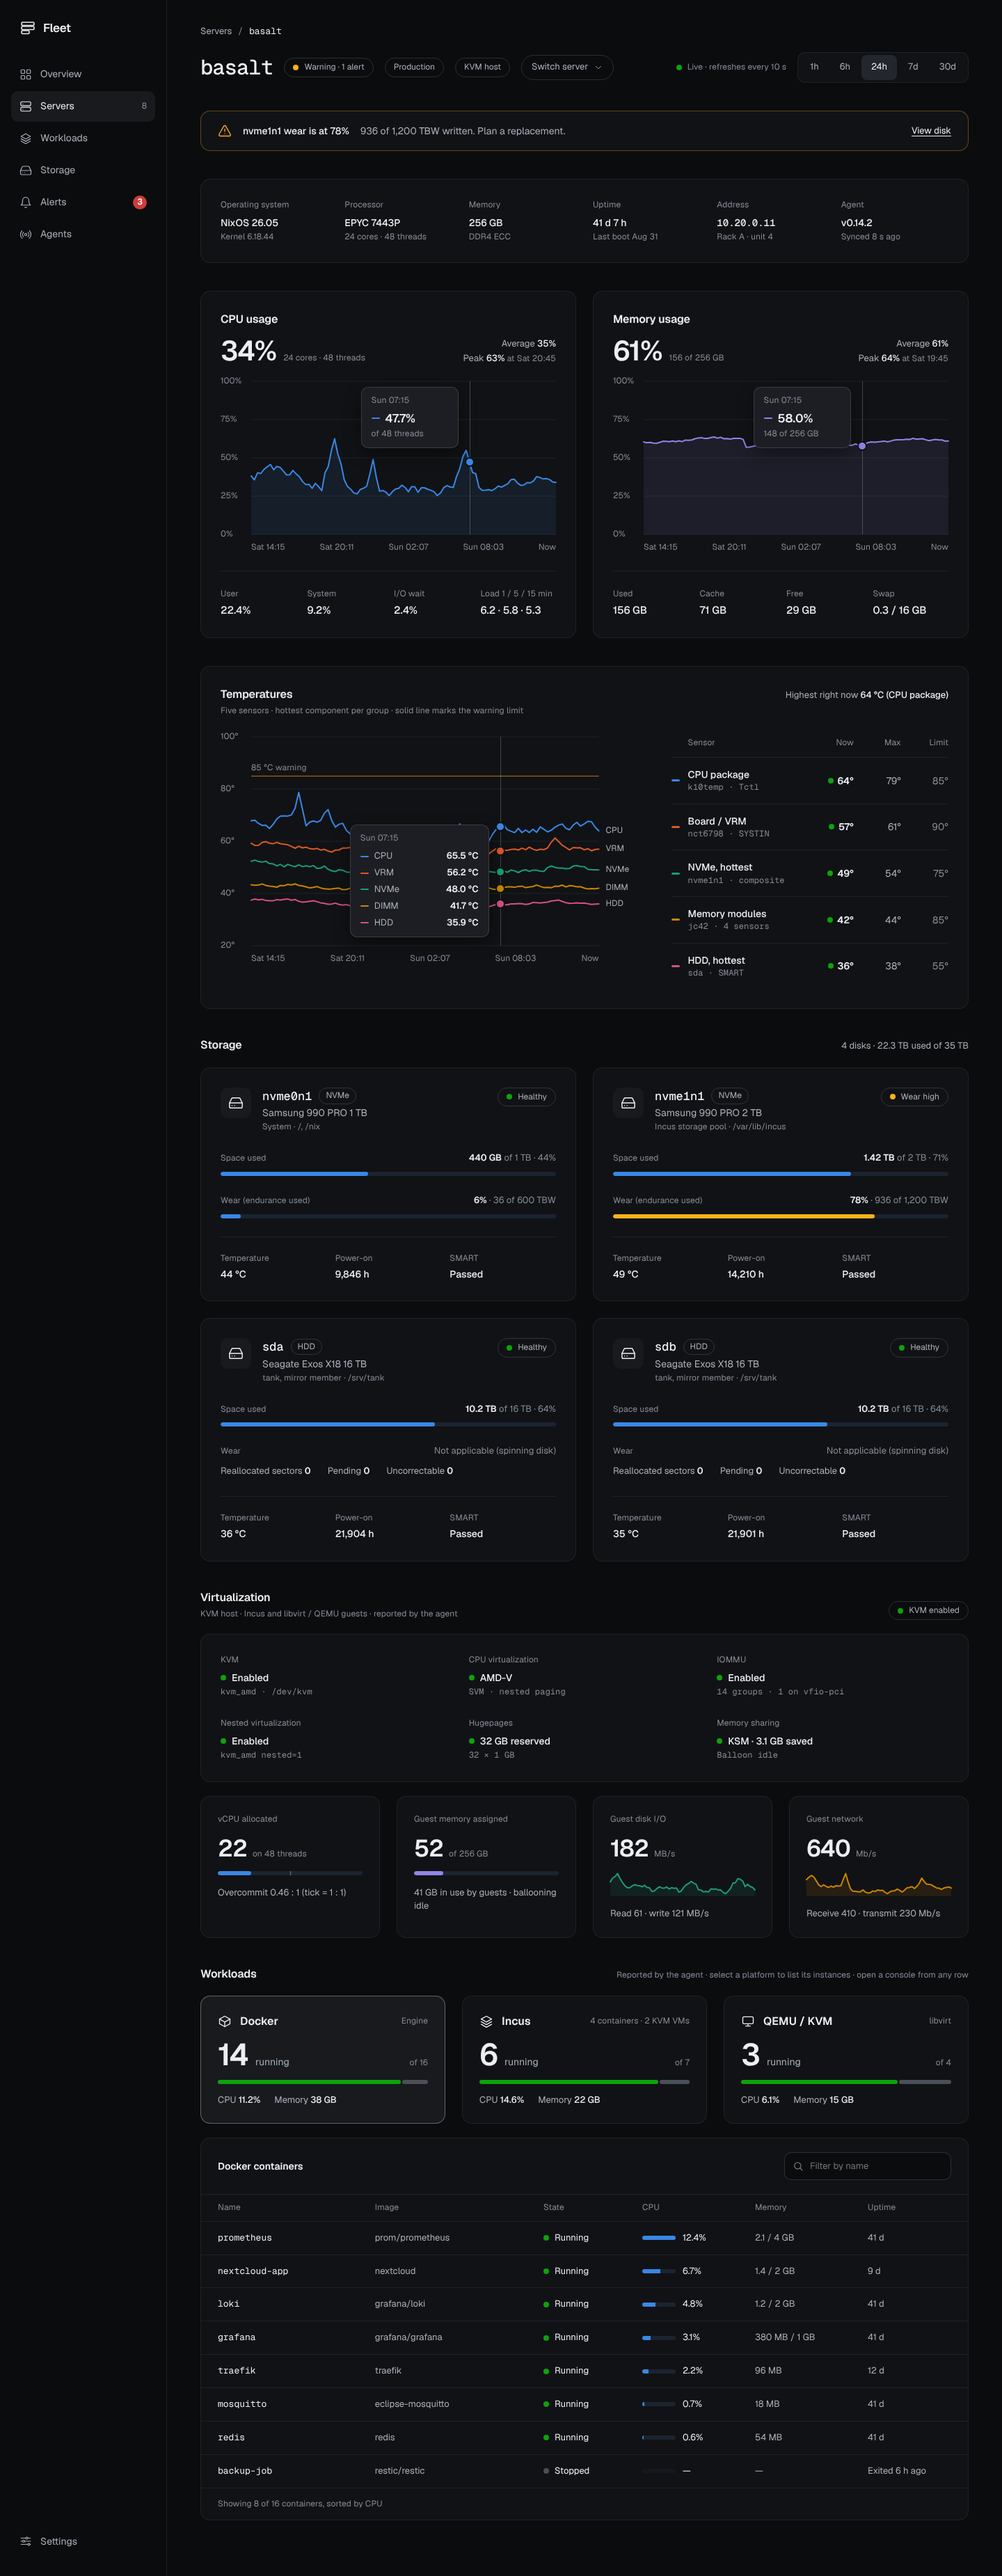 Fleet
Overview
Servers 8
Workloads
Storage
Alerts 3
Agents
Settings
Servers / basalt
basalt Warning · 1 alert Production KVM host Switch server Live · refreshes every 10 s 1h 6h 24h 7d 30d
nvme1n1 wear is at 78% 936 of 1,200 TBW written. Plan a replacement. View disk
Operating system Processor Memory Uptime Address Agent
NixOS 26.05 EPYC 7443P 256 GB 41 d 7 h 10.20.0.11 v0.14.2
Kernel 6.18.44 24 cores · 48 threads DDR4 ECC Last boot Aug 31 Rack A · unit 4 Synced 8 s ago
CPU usage
34% 24 cores · 48 threads
Average 35%
Peak 63% at Sat 20:45
100%
75%
50%
25%
0%
Sun 07:15
47.7%
of 48 threads
Sat 14:15 Sat 20:11 Sun 02:07 Sun 08:03 Now
User System I/O wait Load 1 / 5 / 15 min
22.4% 9.2% 2.4% 6.2 · 5.8 · 5.3
Memory usage
61% 156 of 256 GB
Average 61%
Peak 64% at Sat 19:45
100%
75%
50%
25%
0%
Sun 07:15
58.0%
148 of 256 GB
Sat 14:15 Sat 20:11 Sun 02:07 Sun 08:03 Now
Used Cache Free Swap
156 GB 71 GB 29 GB 0.3 / 16 GB
Temperatures
Five sensors · hottest component per group · solid line marks the warning limit
Highest right now 64 °C (CPU package)
100°
85 °C warning
80°
60°
40°
20°
Sun 07:15
CPU 65.5 °C
VRM 56.2 °C
NVMe 48.0 °C
DIMM 41.7 °C
HDD 35.9 °C
CPU
VRM
NVMe
DIMM
HDD
Sat 14:15 Sat 20:11 Sun 02:07 Sun 08:03 Now
Sensor Now Max Limit
CPU package 64° 79° 85°
k10temp · Tctl
Board / VRM 57° 61° 90°
nct6798 · SYSTIN
NVMe, hottest 49° 54° 75°
nvme1n1 · composite
Memory modules 42° 44° 85°
jc42 · 4 sensors
HDD, hottest 36° 38° 55°
sda · SMART
Storage 4 disks · 22.3 TB used of 35 TB
nvme0n1 NVMe Healthy
Samsung 990 PRO 1 TB
System · /, /nix
Space used 440 GB of 1 TB · 44%
Wear (endurance used) 6% · 36 of 600 TBW
Temperature Power-on SMART
44 °C 9,846 h Passed
nvme1n1 NVMe Wear high
Samsung 990 PRO 2 TB
Incus storage pool · /var/lib/incus
Space used 1.42 TB of 2 TB · 71%
Wear (endurance used) 78% · 936 of 1,200 TBW
Temperature Power-on SMART
49 °C 14,210 h Passed
sda HDD Healthy
Seagate Exos X18 16 TB
tank, mirror member · /srv/tank
Space used 10.2 TB of 16 TB · 64%
Wear Not applicable (spinning disk)
Reallocated sectors 0 Pending 0 Uncorrectable 0
Temperature Power-on SMART
36 °C 21,904 h Passed
sdb HDD Healthy
Seagate Exos X18 16 TB
tank, mirror member · /srv/tank
Space used 10.2 TB of 16 TB · 64%
Wear Not applicable (spinning disk)
Reallocated sectors 0 Pending 0 Uncorrectable 0
Temperature Power-on SMART
35 °C 21,901 h Passed
Virtualization
KVM host · Incus and libvirt / QEMU guests · reported by the agent
KVM enabled
KVM CPU virtualization IOMMU
Enabled AMD-V Enabled
kvm_amd · /dev/kvm SVM · nested paging 14 groups · 1 on vfio-pci
Nested virtualization Hugepages Memory sharing
Enabled 32 GB reserved KSM · 3.1 GB saved
kvm_amd nested=1 32 × 1 GB Balloon idle
vCPU allocated
22 on 48 threads
Overcommit 0.46 : 1 (tick = 1 : 1)
Guest memory assigned
52 of 256 GB
41 GB in use by guests · ballooning
idle
Guest disk I/O
182 MB/s
Read 61 · write 121 MB/s
Guest network
640 Mb/s
Receive 410 · transmit 230 Mb/s
Workloads Reported by the agent · select a platform to list its instances · open a console from any row
Docker Engine
14 running of 16
CPU 11.2% Memory 38 GB
Incus 4 containers · 2 KVM VMs
6 running of 7
CPU 14.6% Memory 22 GB
QEMU / KVM libvirt
3 running of 4
CPU 6.1% Memory 15 GB
Docker containers Filter by name
Name Image State CPU Memory Uptime
prometheus prom/prometheus Running 12.4% 2.1 / 4 GB 41 d
nextcloud-app nextcloud Running 6.7% 1.4 / 2 GB 9 d
loki grafana/loki Running 4.8% 1.2 / 2 GB 41 d
grafana grafana/grafana Running 3.1% 380 MB / 1 GB 41 d
traefik traefik Running 2.2% 96 MB 12 d
mosquitto eclipse-mosquitto Running 0.7% 18 MB 41 d
redis redis Running 0.6% 54 MB 41 d
backup-job restic/restic Stopped — — Exited 6 h ago
Showing 8 of 16 containers, sorted by CPU